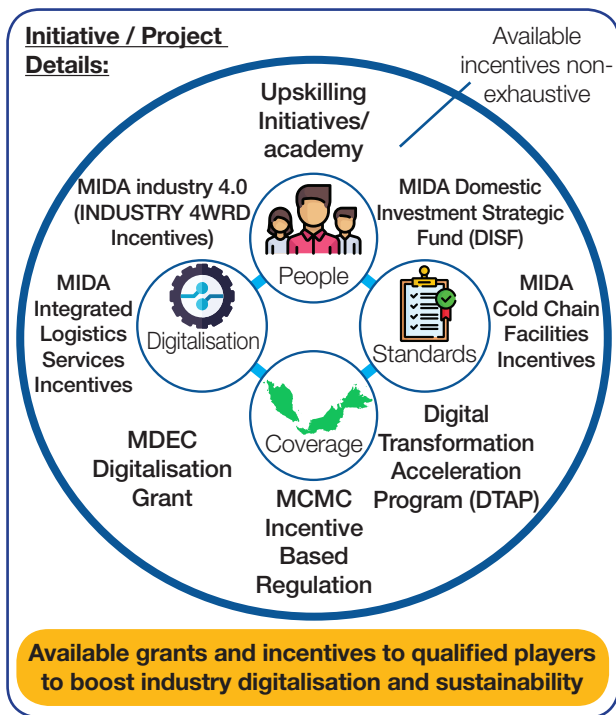 Initiative / Project
Details:
Available
incentives non-
exhaustive
Upskilling
Initiatives/
academy
MIDA industry 4.0
(INDUSTRY 4WRD
Incentives)
MIDA Domestic
Investment Strategic
Fund (DISF)
People
MIDA
Integrated
Logistics
Services
Incentives
Digitalisation
Standards
MIDA
Cold Chain
Facilities
Incentives
Coverage
MDEC
Digitalisation
Grant
MCMC
Incentive
Based
Regulation
Digital
Transformation
Acceleration
Program (DTAP)
Available grants and incentives to qualified players
to boost industry digitalisation and sustainability